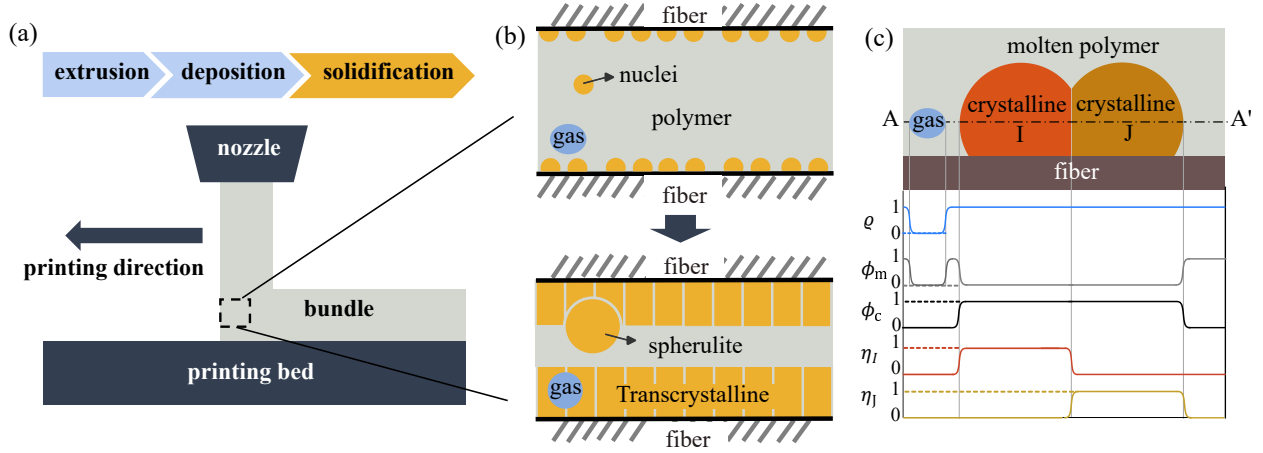 (a)
extrusion
deposition
solidification
nozzle
printing direction
bundle
printing bed
(b)
fiber
nuclei
polymer
gas
fiber
fiber
spherulite
gas
Transcrystalline
fiber
(c)
molten polymer
A
gas
crystalline
I
crystalline
J
A'
fiber
ϱ
1
0
ϕm
1
0
ϕc
1
0
ηI
1
0
ηJ
1
0